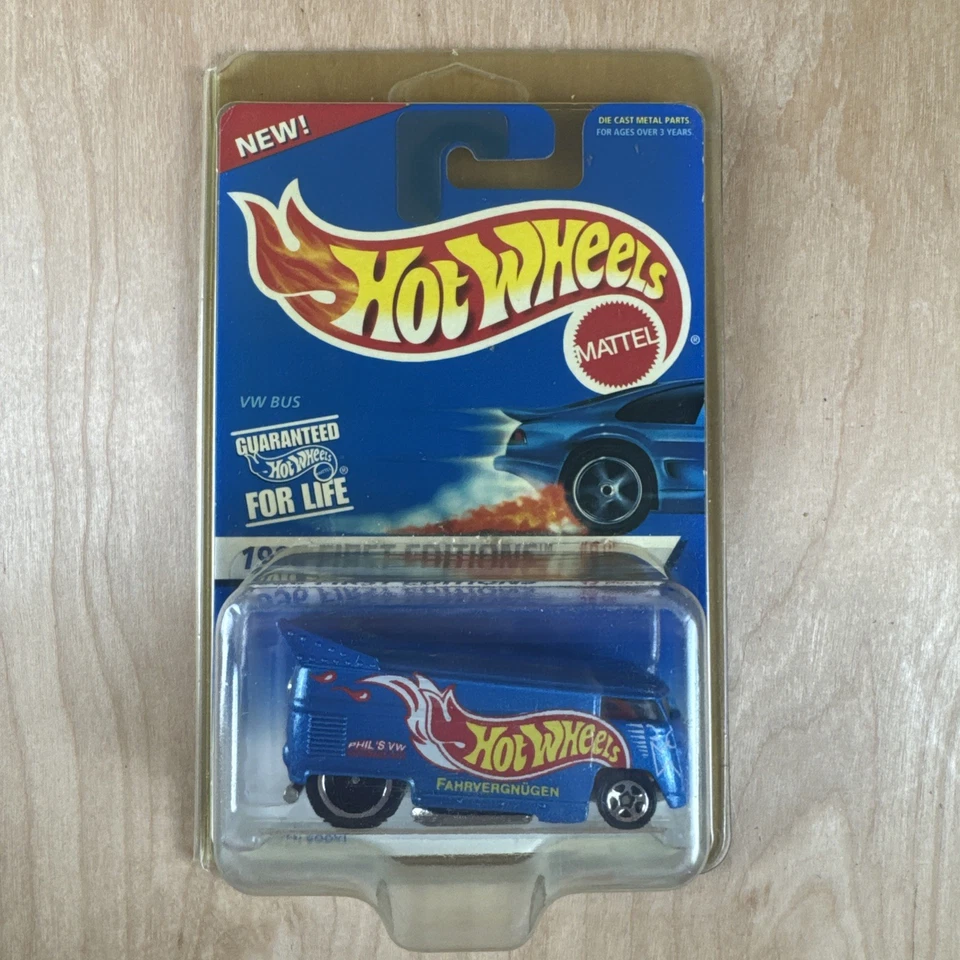 NEW!
DIE CAST METAL PARTS
FOR AGES OVER 3 YEARS
HOT WHEELS
MATTEL
®
VW BUS
GUARANTEED
HOT WHEELS ®
FOR LIFE
FIRST EDITIONS™
HOT WHEELS
PHIL'S VW
FAHRVERGNÜGEN